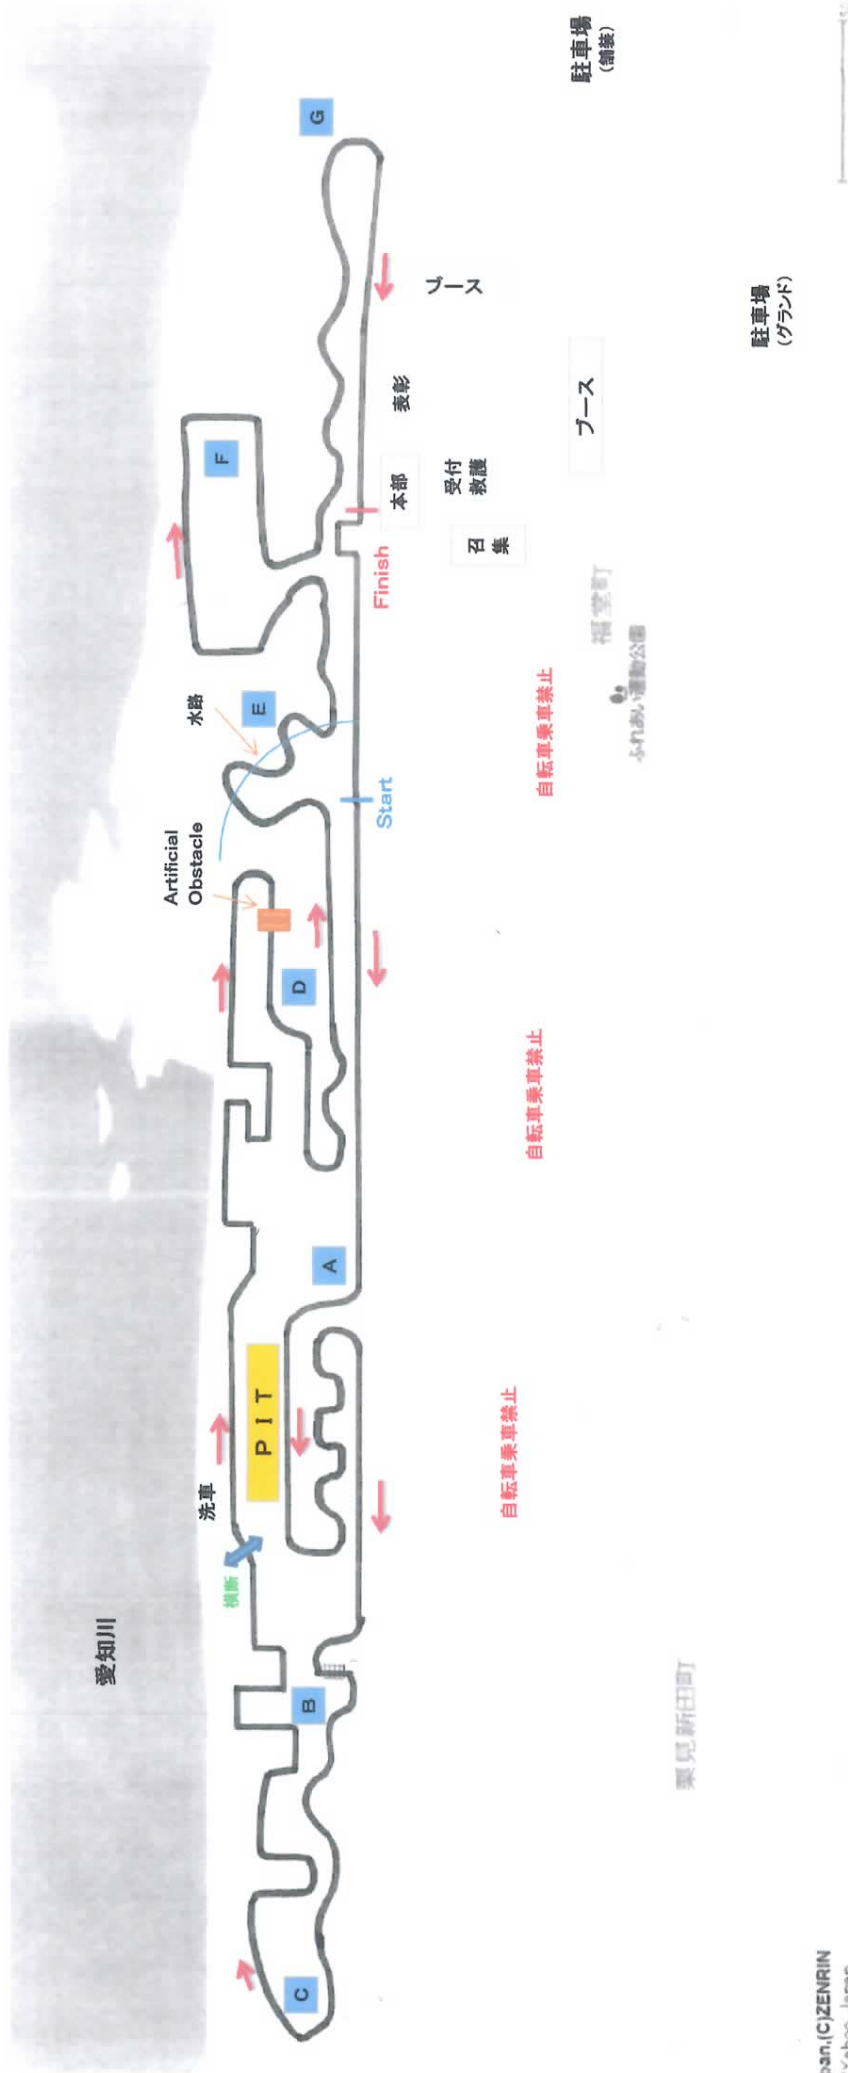 愛知川
C
B
横断
洗車
PIT
A
D
Artificial
Obstacle
水路
E
Start
F
Finish
G
本部
表彰
受付
救護
召
集
ブース
ブース
駐車場
(舗装)
駐車場
(グランド)
自転車乗車禁止
自転車乗車禁止
自転車乗車禁止
福堂町
ふれあい運動公園
栗見新田町
pan,(C)ZENRIN